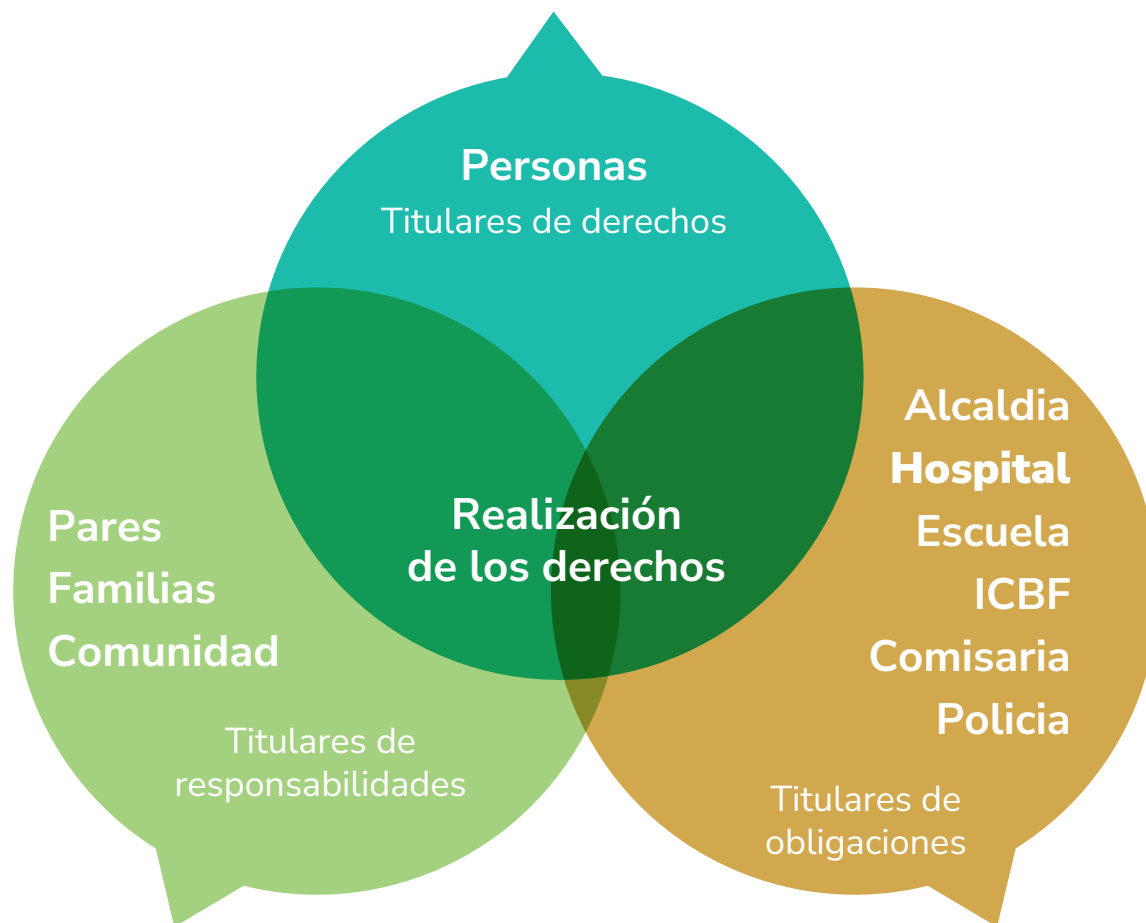 Personas
Titulares de derechos
Realización
de los derechos
Pares
Familias
Comunidad
Titulares de
responsabilidades
Alcaldia
Hospital
Escuela
ICBF
Comisaria
Policia
Titulares de
obligaciones